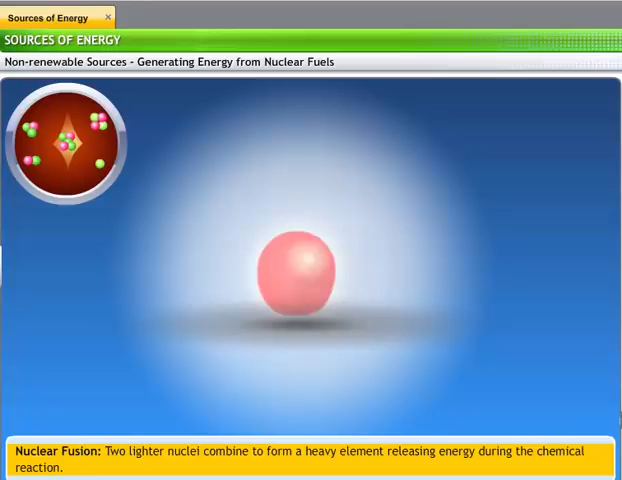 Sources of Energy ×
SOURCES OF ENERGY
Non-renewable Sources - Generating Energy from Nuclear Fuels
Nuclear Fusion: Two lighter nuclei combine to form a heavy element releasing energy during the chemical
reaction.